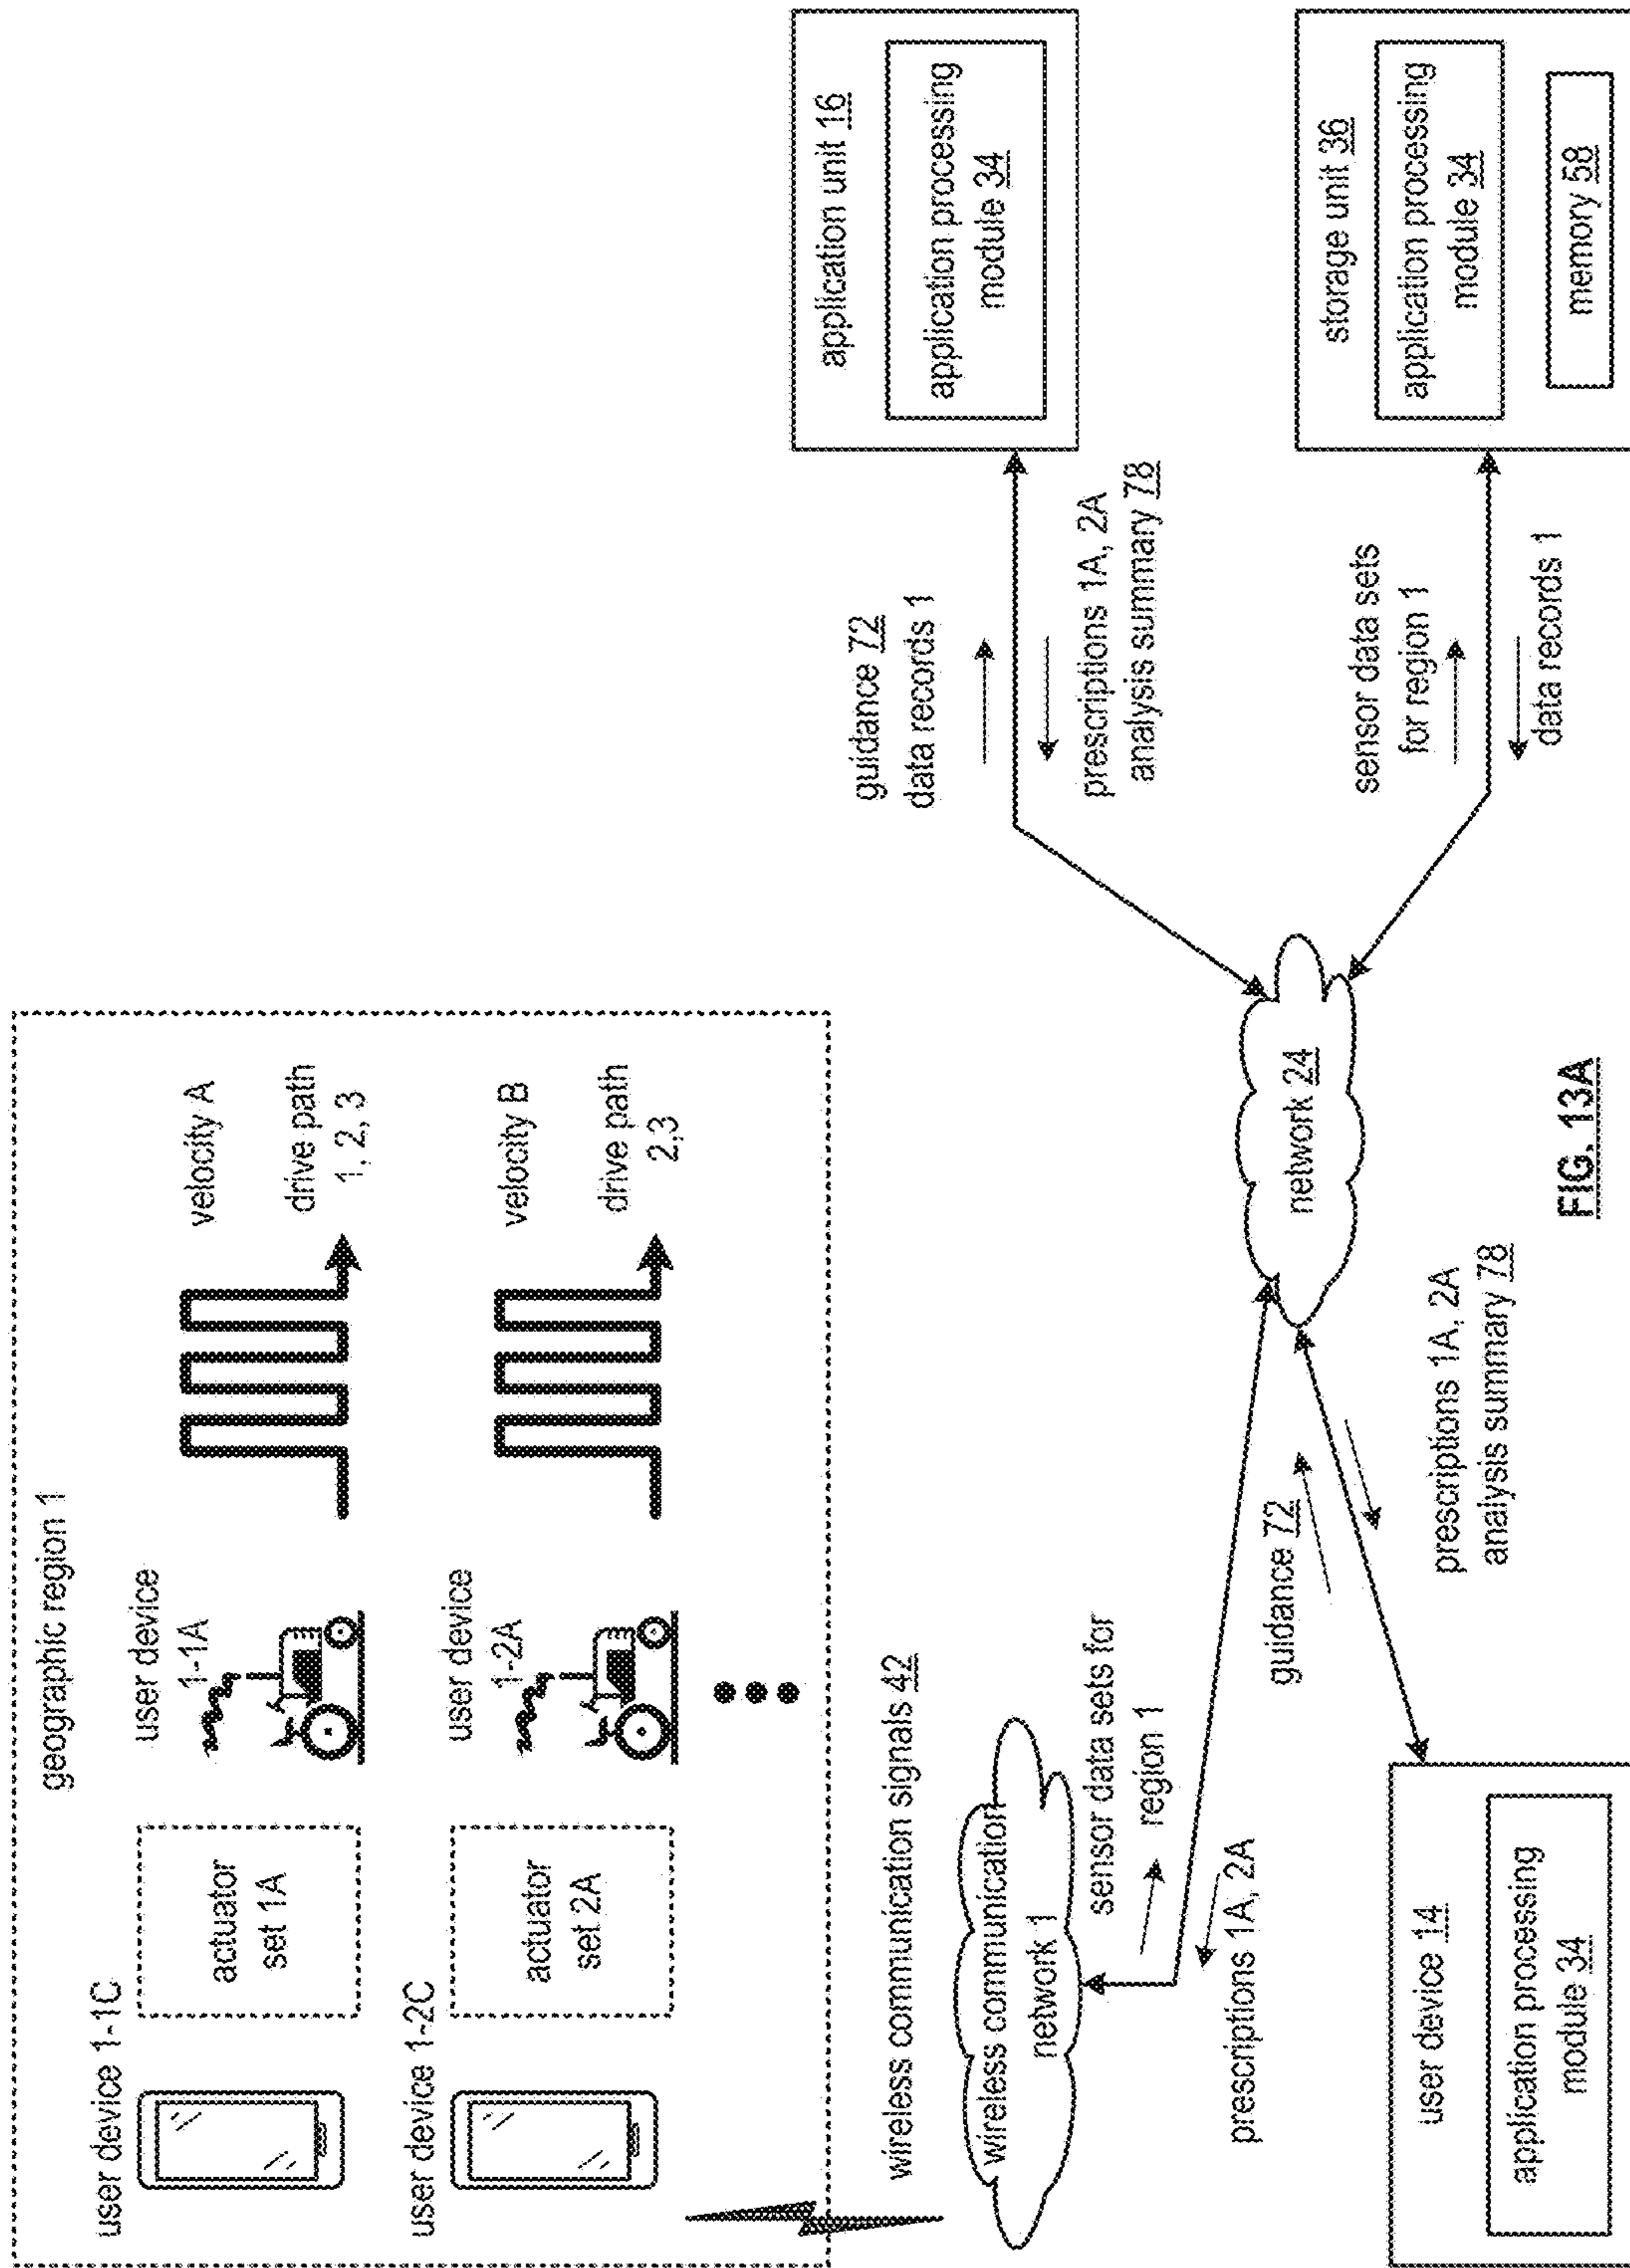 geographic region 1
user device 1-1C
actuator
set 1A
user device
1-1A
velocity A
drive path
1, 2, 3
user device 1-2C
actuator
set 2A
user device
1-2A
velocity B
drive path
2,3
wireless communication signals 42
wireless communication
network 1
sensor data sets for
region 1
prescriptions 1A, 2A
user device 14
application processing
module 34
guidance 72
prescriptions 1A, 2A
analysis summary 78
network 24
guidance 72
data records 1
prescriptions 1A, 2A
analysis summary 78
application unit 16
application processing
module 34
sensor data sets
for region 1
data records 1
storage unit 36
application processing
module 34
memory 58
FIG. 13A